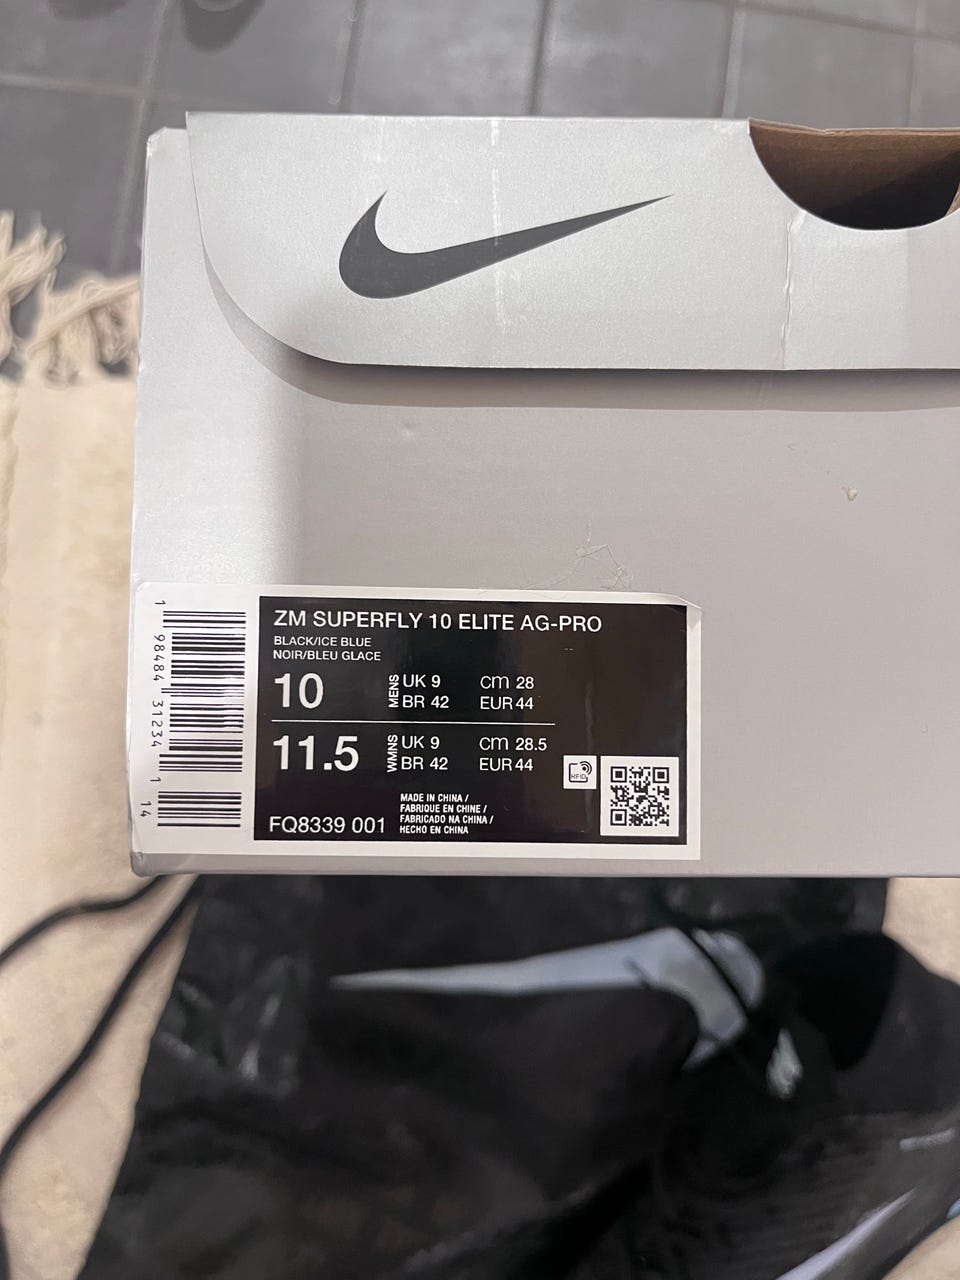 ZM SUPERFLY 10 ELITE AG-PRO
BLACK/ICE BLUE
NOIR/BLEU GLACE
10 MENS UK 9 cm 28
BR 42 EUR 44
11.5 WMNS UK 9 cm 28.5
BR 42 EUR 44
RFID
FQ8339 001
MADE IN CHINA /
FABRIQUE EN CHINE /
FABRICADO NA CHINA /
HECHO EN CHINA
1 98484 31234 1 14